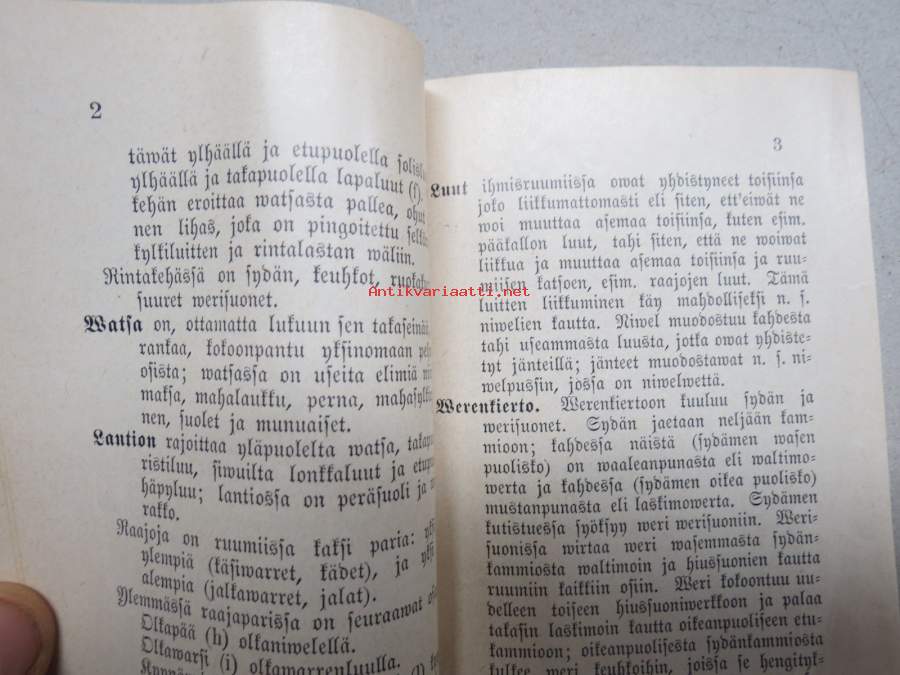 2
täwät ylhäällä ja etupuolella
ylhäällä ja takapuolella lapaluut (f).
kehän eroittaa watsasta pallea, ohut
nen lihas, joka on pingoitettu
kylkiluitten ja rintalastan wäliin.
Rintakehässä on sydän, keuhkot,
suuret werisuonet.
Watsa on, ottamatta lukuun sen
rankaa, kokoonpantu yksinomaan
osista; watsassa on useita elimiä
maksa, mahalaukku, perna,
nen, suolet ja munuaiset.
Lantion rajoittaa yläpuolelta watsa,
ristiluu, siwuilta lonkkaluut ja
häpyluu; lantiossa on peräsuoli ja
rakko.
Raajoja on ruumiissa kaksi paria:
ylempiä (käsiwarret, kädet), ja
alempia (jalkawarret, jalat).
Ylemmässä raajaparissa on seuraawat
Olkapää (h) olkaniwelellä.
Olkawarsi (i) olkawarrenluulla.
3
Luut ihmisruumiissa owat yhdistyneet toisiinsa
joko liikkumattomasti eli siten, ett'eiwät ne
woi muuttaa asemaa toisiinsa, kuten esim.
pääkallon luut, tahi siten, että ne woiwat
liikkua ja muuttaa asemaa toisiinsa ja ruu=
miisen katsoen, esim. raajojen luut. Tämä
luitten liikkuminen käy mahdolliseksi n. s.
niwelien kautta. Niwel muodostuu kahdesta
tahi useammasta luusta, jotka owat yhdiste=
tyt jänteillä; jänteet muodostawat n. s. ni=
welpussin, jossa on niwelwettä.
Werenkierto. Werenkiertoon kuuluu sydän ja
werisuonet. Sydän jaetaan neljään kam=
mioon; kahdessa näistä (sydämen wasen
puolisko) on waaleanpunasta eli waltimo=
werta ja kahdessa (sydämen oikea puolisko)
mustanpunasta eli laskimowerta. Sydämen
kutistuessa syöksyy weri werisuoniin. Weri=
suonissa wirtaa weri wasemmasta sydän=
kammiosta waltimoin ja hiussuonien kautta
ruumiin kaikkiin osiin. Weri kokoontuu uu=
delleen toiseen hiussuoniwerkkoon ja palaa
takasin laskimoin kautta oikeanpuoliseen etu=
kammioon; oikeanpuolisesta sydänkammiosta
kulkee weri keuhkoihin, joissa se hengityk=
Antikvariaatti.net